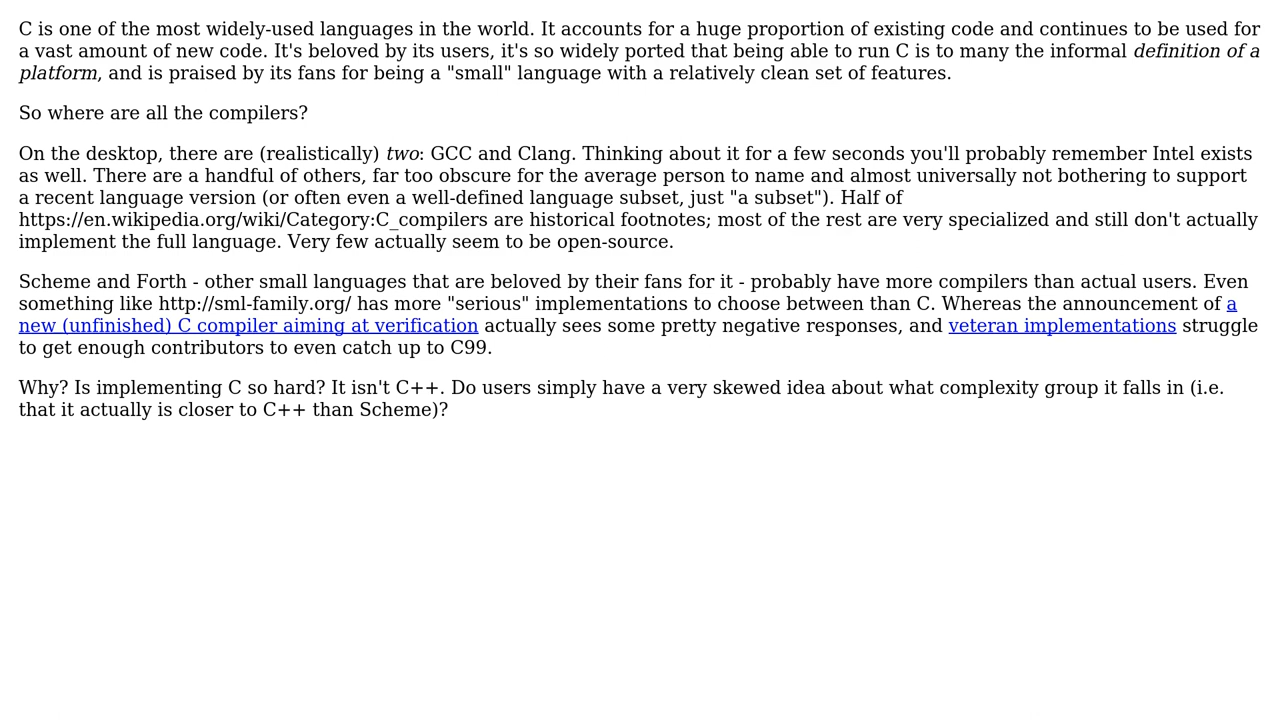 C is one of the most widely-used languages in the world. It accounts for a huge proportion of existing code and continues to be used for
a vast amount of new code. It's beloved by its users, it's so widely ported that being able to run C is to many the informal definition of a
platform, and is praised by its fans for being a "small" language with a relatively clean set of features.
So where are all the compilers?
On the desktop, there are (realistically) two: GCC and Clang. Thinking about it for a few seconds you'll probably remember Intel exists
as well. There are a handful of others, far too obscure for the average person to name and almost universally not bothering to support
a recent language version (or often even a well-defined language subset, just "a subset"). Half of
https://en.wikipedia.org/wiki/Category:C_compilers are historical footnotes; most of the rest are very specialized and still don't actually
implement the full language. Very few actually seem to be open-source.
Scheme and Forth - other small languages that are beloved by their fans for it - probably have more compilers than actual users. Even
something like http://sml-family.org/ has more "serious" implementations to choose between than C. Whereas the announcement of a
new (unfinished) C compiler aiming at verification actually sees some pretty negative responses, and veteran implementations struggle
to get enough contributors to even catch up to C99.
Why? Is implementing C so hard? It isn't C++. Do users simply have a very skewed idea about what complexity group it falls in (i.e.
that it actually is closer to C++ than Scheme)?